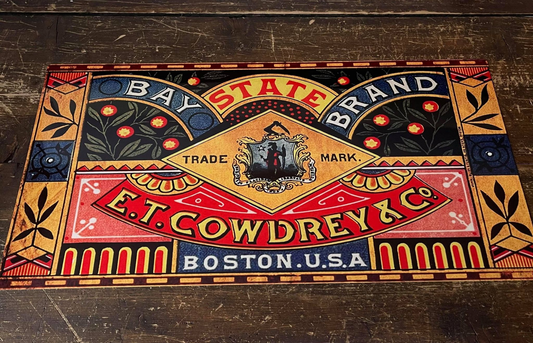 BAY STATE BRAND
TRADE MARK.
E.T. COWDREY & Co.
BOSTON. U.S.A